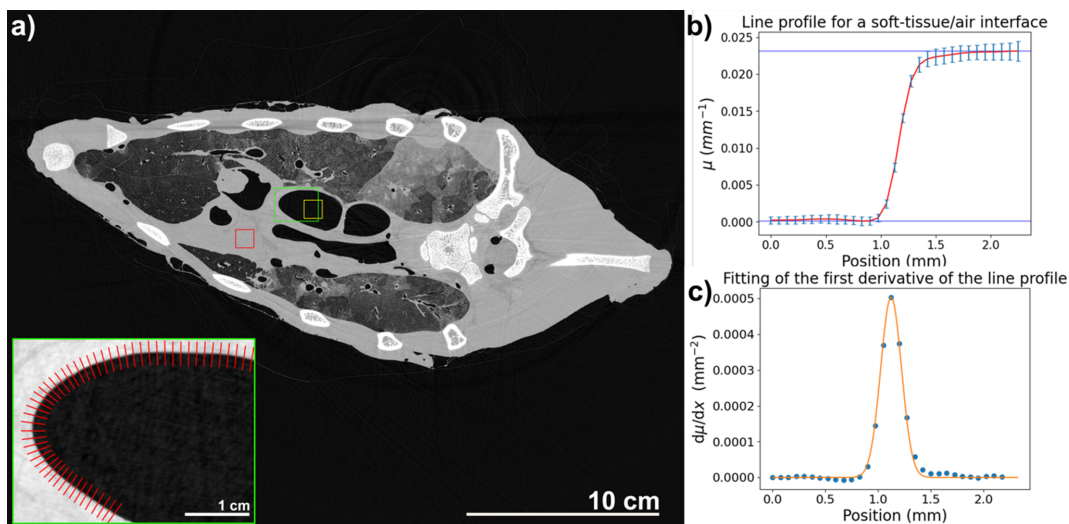 a)
1 cm
10 cm
b)
Line profile for a soft-tissue/air interface
0.025
0.020
0.015
0.010
0.005
0.000
μ (mm⁻¹)
0.0 0.5 1.0 1.5 2.0
Position (mm)
c)
Fitting of the first derivative of the line profile
0.0005
0.0004
0.0003
0.0002
0.0001
0.0000
dμ/dx (mm⁻²)
0.0 0.5 1.0 1.5 2.0
Position (mm)